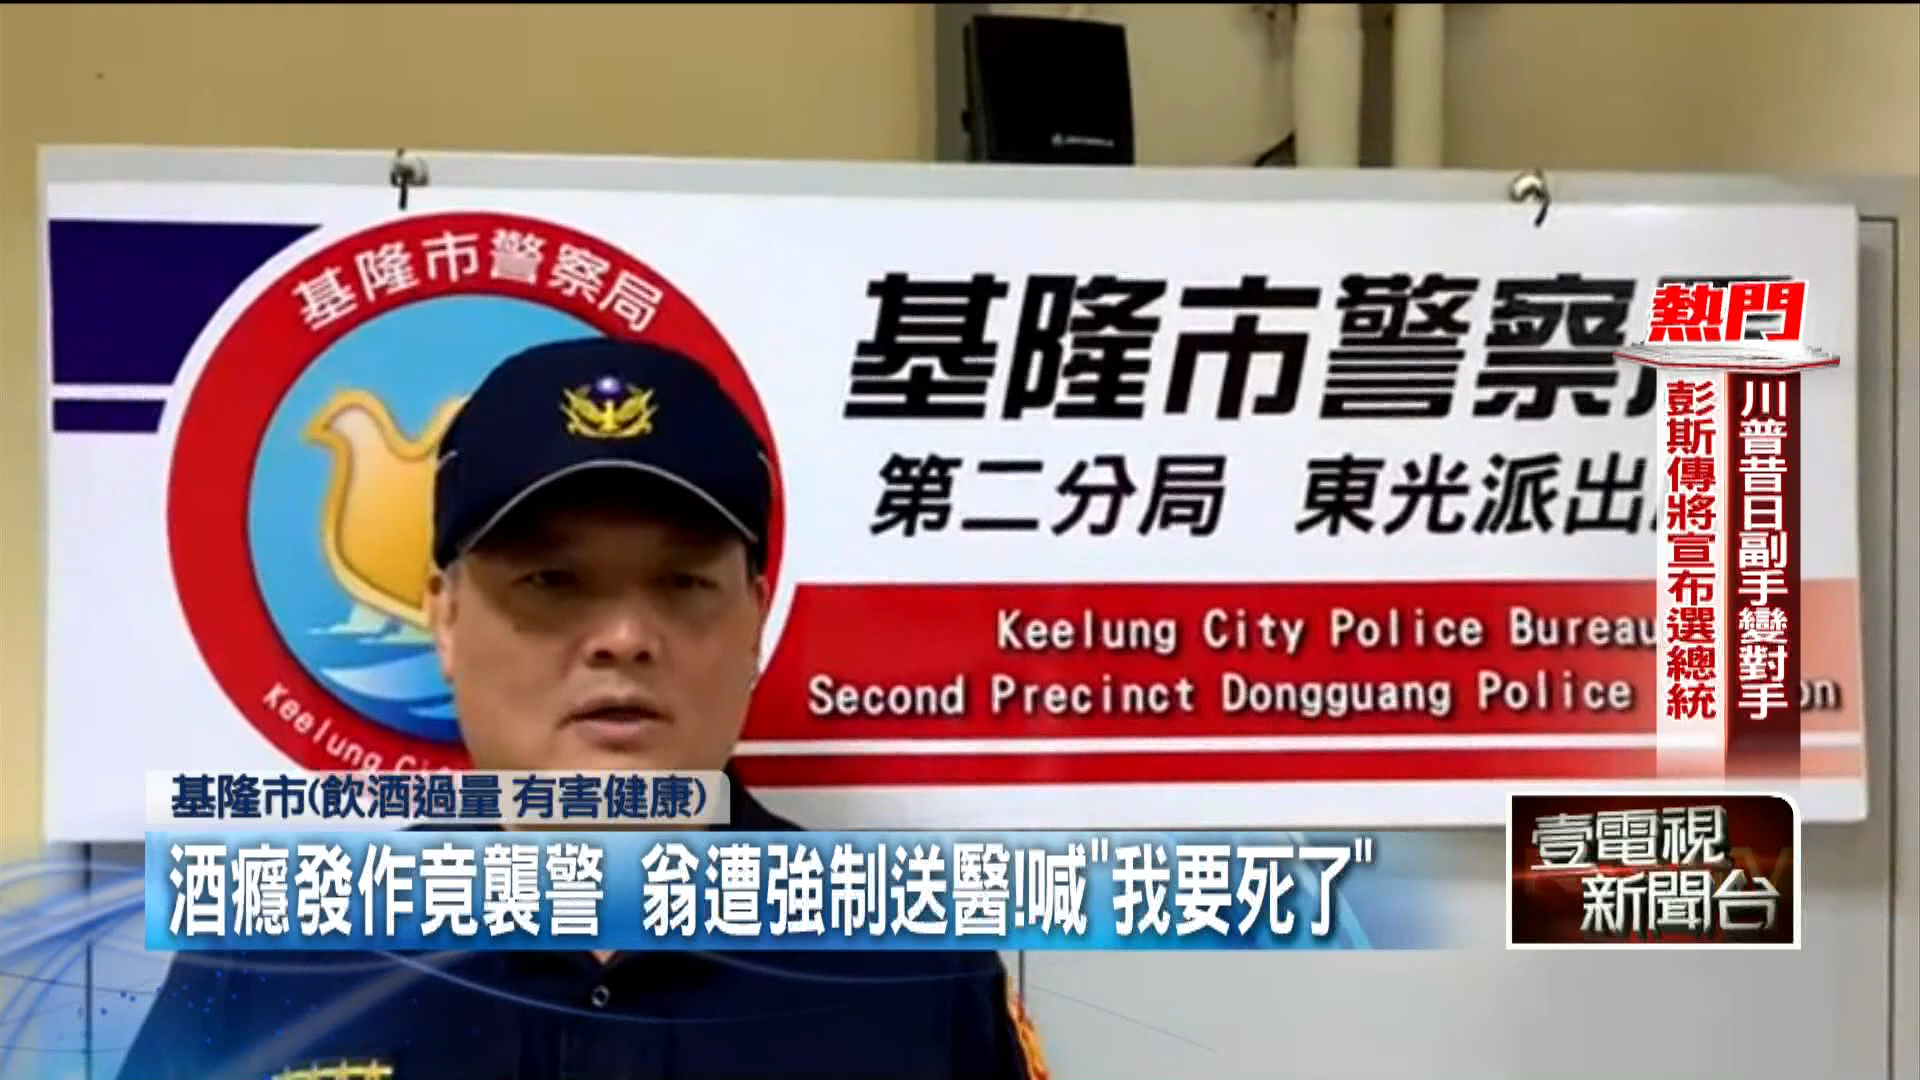 基隆市警察局
Keelung Ci
基隆市警察
第二分局 東光派出
Keelung City Police Bureau
Second Precinct Dongguang Police
on
熱門
川普昔日副手變對手
彭斯傳將宣布選總統
基隆市(飲酒過量 有害健康)
酒癮發作竟襲警 翁遭強制送醫!喊"我要死了"
壹電視
新聞台